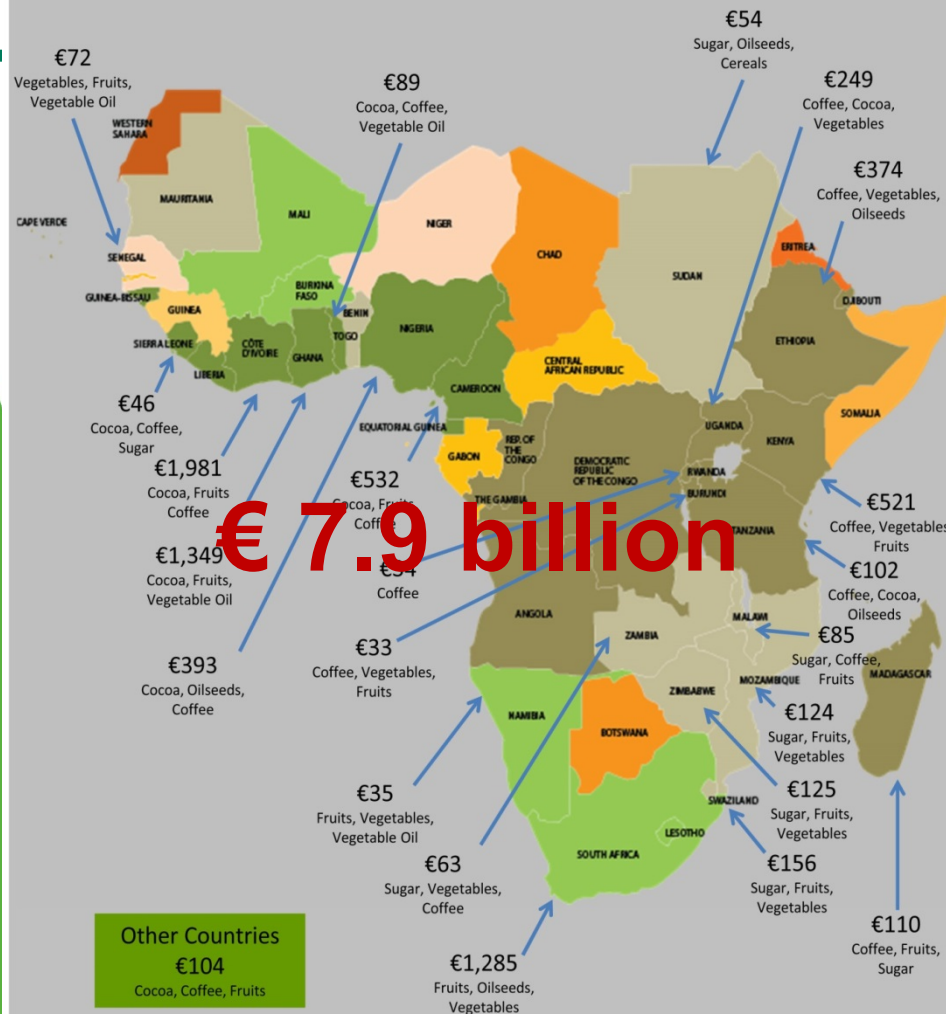 €54
Sugar, Oilseeds,
Cereals
€72
Vegetables, Fruits,
Vegetable Oil
€89
Cocoa, Coffee,
Vegetable Oil
€249
Coffee, Cocoa,
Vegetables
€374
Coffee, Vegetables,
Oilseeds
WESTERN
SAHARA
MAURITANIA
MALI
NIGER
CHAD
SUDAN
ERITREA
CAPE VERDE
SENEGAL
GUINEA-BISSAU
GUINEA
BURKINA
FASO
BENIN
NIGERIA
DJIBOUTI
SIERRA LEONE
CÔTE
D'IVOIRE
GHANA
TOGO
ETHIOPIA
LIBERIA
CENTRAL
AFRICAN REPUBLIC
CAMEROON
SOMALIA
€46
Cocoa, Coffee,
Sugar
EQUATORIAL GUINEA
UGANDA
KENYA
GABON
REP. OF
THE
CONGO
DEMOCRATIC
REPUBLIC
OF THE CONGO
RWANDA
BURUNDI
€1,981
Cocoa, Fruits
Coffee
€532
Cocoa, Fruits,
Coffee
THE GAMBIA
€521
Coffee, Vegetables
Fruits
€ 7.9 billion
TANZANIA
€1,349
Cocoa, Fruits,
Vegetable Oil
Coffee
€102
Coffee, Cocoa,
Oilseeds
ANGOLA
MALAWI
ZAMBIA
€33
Coffee, Vegetables,
Fruits
€85
Sugar, Coffee,
Fruits
€393
Cocoa, Oilseeds,
Coffee
MOZAMBIQUE
MADAGASCAR
ZIMBABWE
NAMIBIA
BOTSWANA
€124
Sugar, Fruits,
Vegetables
€35
Fruits, Vegetables,
Vegetable Oil
€125
Sugar, Fruits,
Vegetables
SWAZILAND
LESOTHO
SOUTH AFRICA
€63
Sugar, Vegetables,
Coffee
€156
Sugar, Fruits,
Vegetables
€110
Coffee, Fruits,
Sugar
Other Countries
€104
Cocoa, Coffee, Fruits
€1,285
Fruits, Oilseeds,
Vegetables